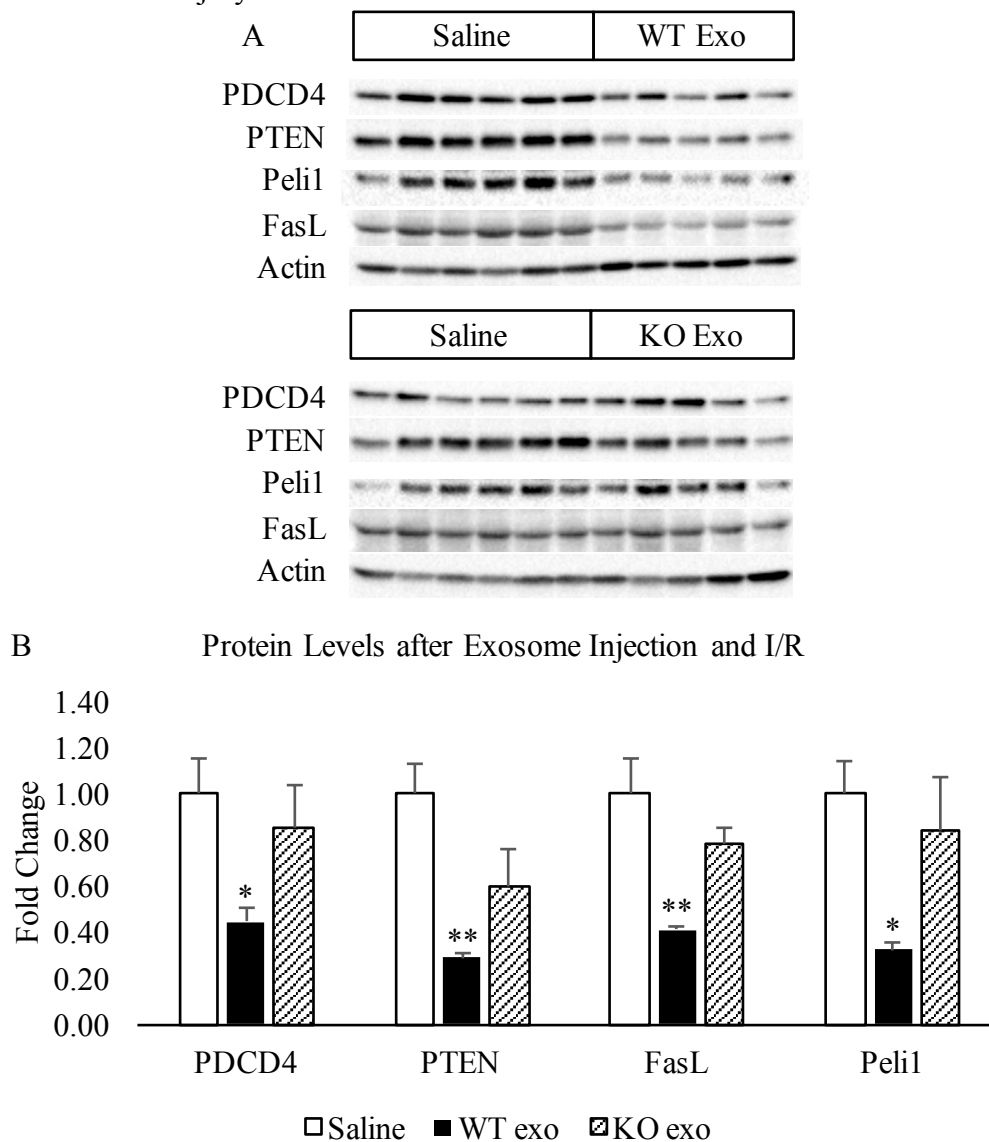 A Saline WT Exo
PDCD4
PTEN
Peli1
FasL
Actin
Saline KO Exo
PDCD4
PTEN
Peli1
FasL
Actin
B Protein Levels after Exosome Injection and I/R
Fold Change
1.40
1.20
1.00
0.80
0.60
0.40
0.20
0.00
* ** ** *
PDCD4 PTEN FasL Peli1
Saline WT exo KO exo